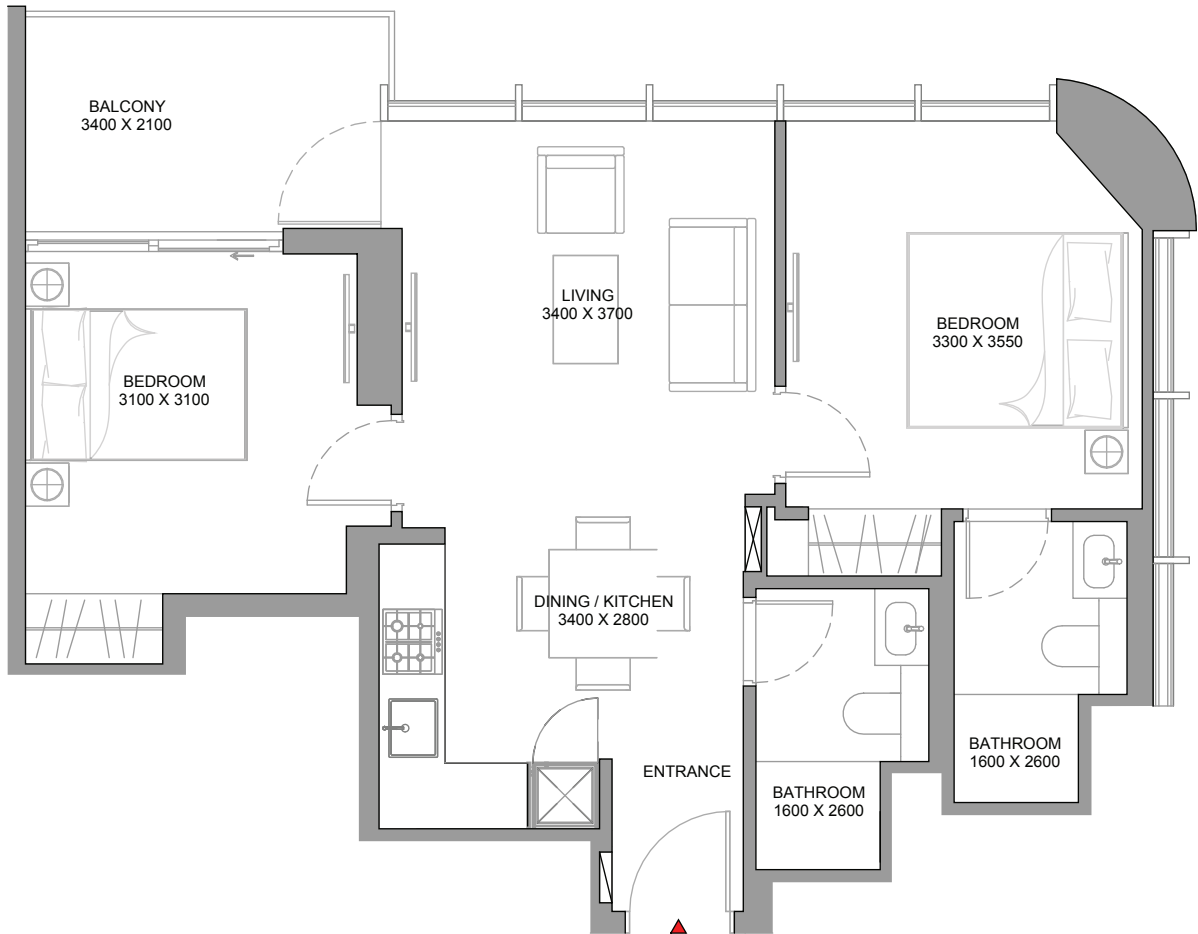 BALCONY
3400 X 2100
LIVING
3400 X 3700
BEDROOM
3300 X 3550
BEDROOM
3100 X 3100
DINING / KITCHEN
3400 X 2800
BATHROOM
1600 X 2600
ENTRANCE
BATHROOM
1600 X 2600